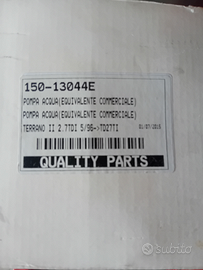 150-13044E
POMPA ACQUA(EQUIVALENTE COMMERCIALE)
POMPA ACQUA(EQUIVALENTE COMMERCIALE)
TERRANO II 2.7TDI 5/96->TD27TI 01/07/2015
QUALITY PARTS
subito